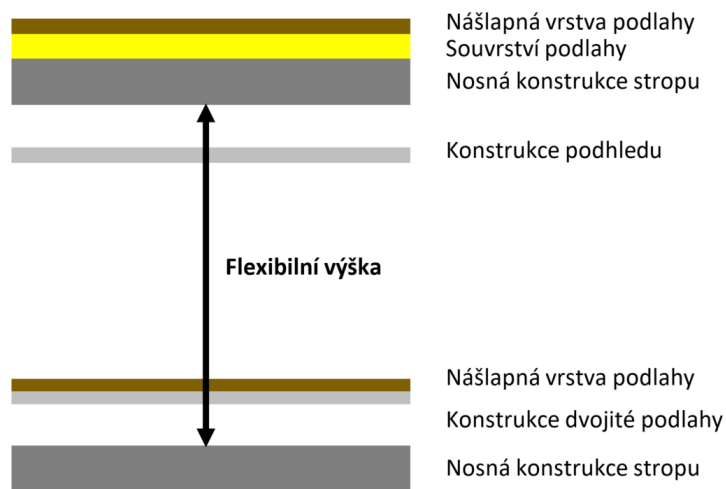 Nášlapná vrstva podlahy
Souvrství podlahy
Nosná konstrukce stropu
Konstrukce podhledu
Flexibilní výška
Nášlapná vrstva podlahy
Konstrukce dvojité podlahy
Nosná konstrukce stropu